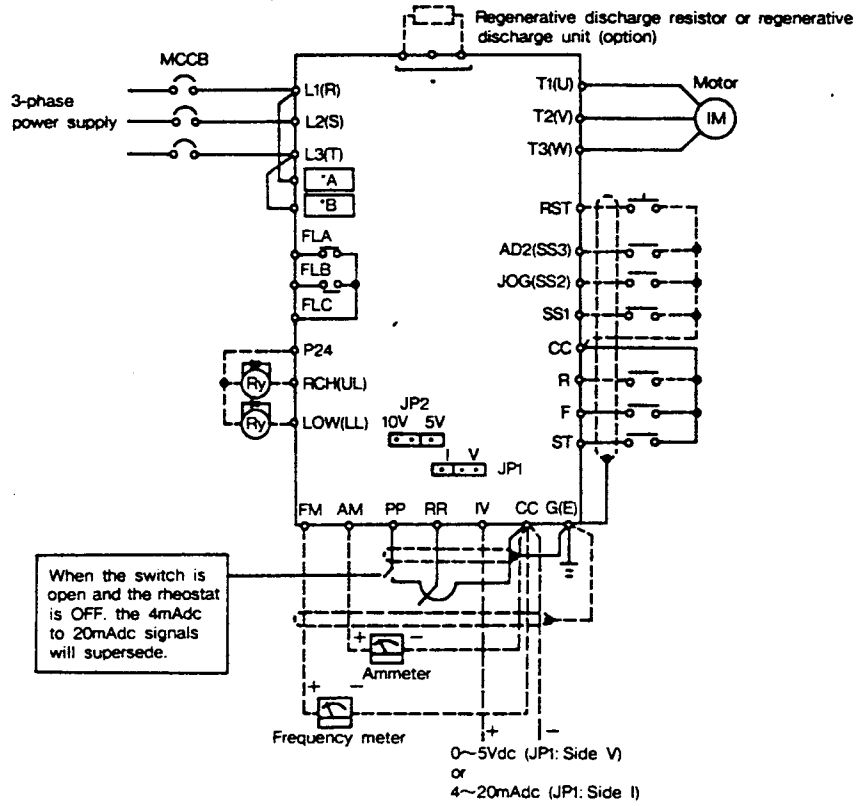 Regenerative discharge resistor or regenerative
discharge unit (option)
MCCB
3-phase
power supply
L1(R)
L2(S)
L3(T)
*A
*B
T1(U)
T2(V)
T3(W)
Motor
IM
FLA
FLB
FLC
P24
RCH(UL)
LOW(LL)
Ry
Ry
RST
AD2(SS3)
JOG(SS2)
SS1
CC
R
F
ST
JP2
10V 5V
I V
JP1
FM AM PP RR IV CC G(E)
When the switch is
open and the rheostat
is OFF. the 4mAdc
to 20mAdc signals
will supersede.
+ −
Ammeter
+ −
Frequency meter
+ −
0~5Vdc (JP1: Side V)
or
4~20mAdc (JP1: Side I)